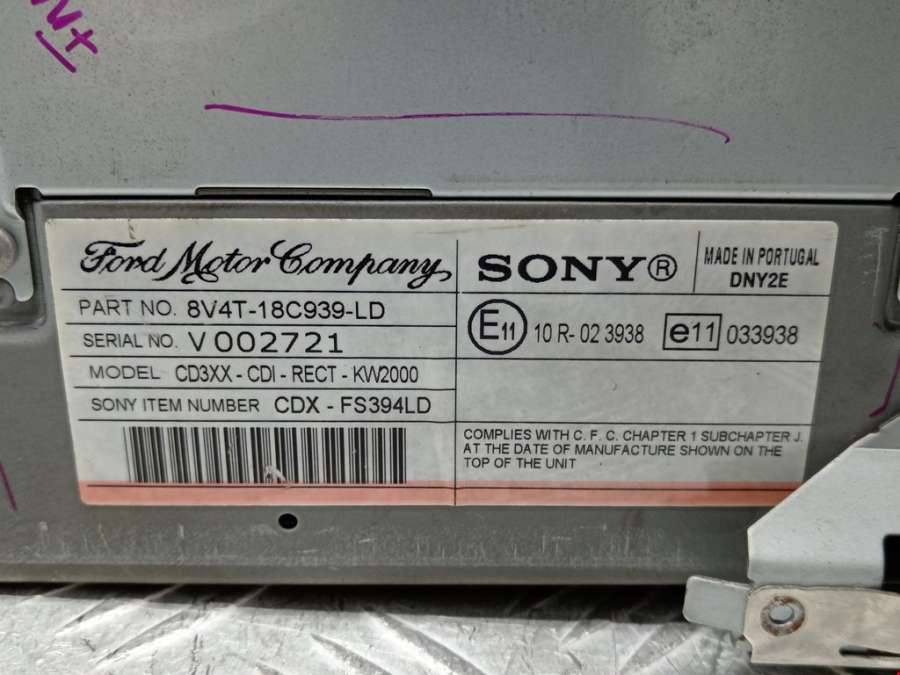 Ford Motor Company
PART NO. 8V4T-18C939-LD
SERIAL NO. V002721
MODEL CD3XX - CDI - RECT - KW2000
SONY ITEM NUMBER CDX - FS394LD
SONY®
MADE IN PORTUGAL
DNY2E
E11 10 R- 02 3938 e11 033938
COMPLIES WITH C. F. C. CHAPTER 1 SUBCHAPTER J.
AT THE DATE OF MANUFACTURE SHOWN ON THE
TOP OF THE UNIT